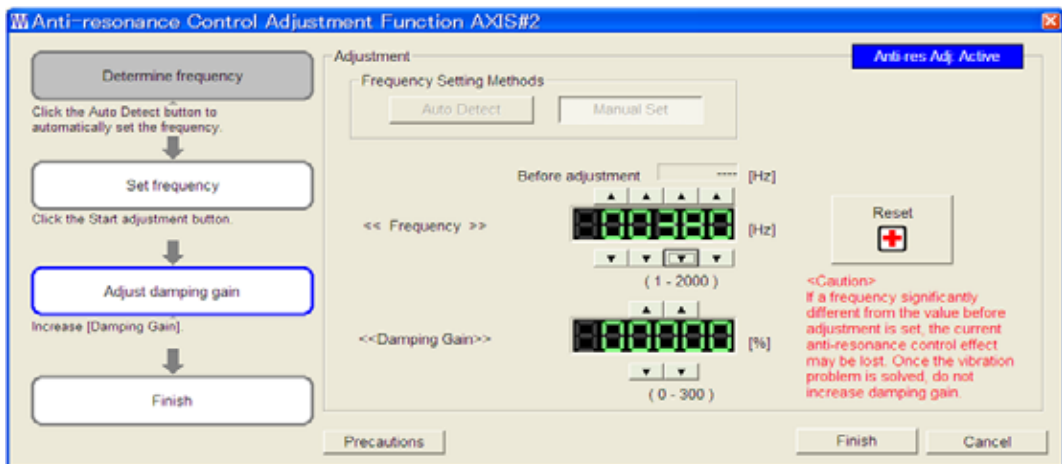 Anti-resonance Control Adjustment Function AXIS#2
Determine frequency
Click the Auto Detect button to
automatically set the frequency.
Set frequency
Click the Start adjustment button.
Adjust damping gain
Increase [Damping Gain].
Finish
Adjustment
Anti-res Adj. Active
Frequency Setting Methods
Auto Detect
Manual Set
Before adjustment ---- [Hz]
<< Frequency >> [Hz]
( 1 - 2000 )
<<Damping Gain>> [%]
( 0 - 300 )
Reset
<Caution>
If a frequency significantly
different from the value before
adjustment is set, the current
anti-resonance control effect
may be lost. Once the vibration
problem is solved, do not
increase damping gain.
Precautions
Finish
Cancel